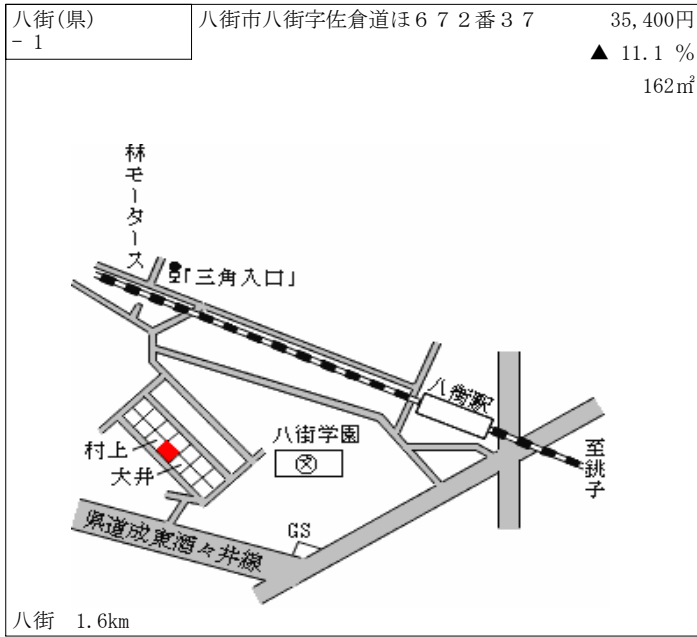 八街(県)
- 1
八街市八街字佐倉道ほ６７２番３７
35,400円
▲ 11.1 %
162㎡
林モータース
「三角入口」
八街駅
八街学園
村上
大井
至銚子
GS
県道成東酒々井線
八街 1.6km